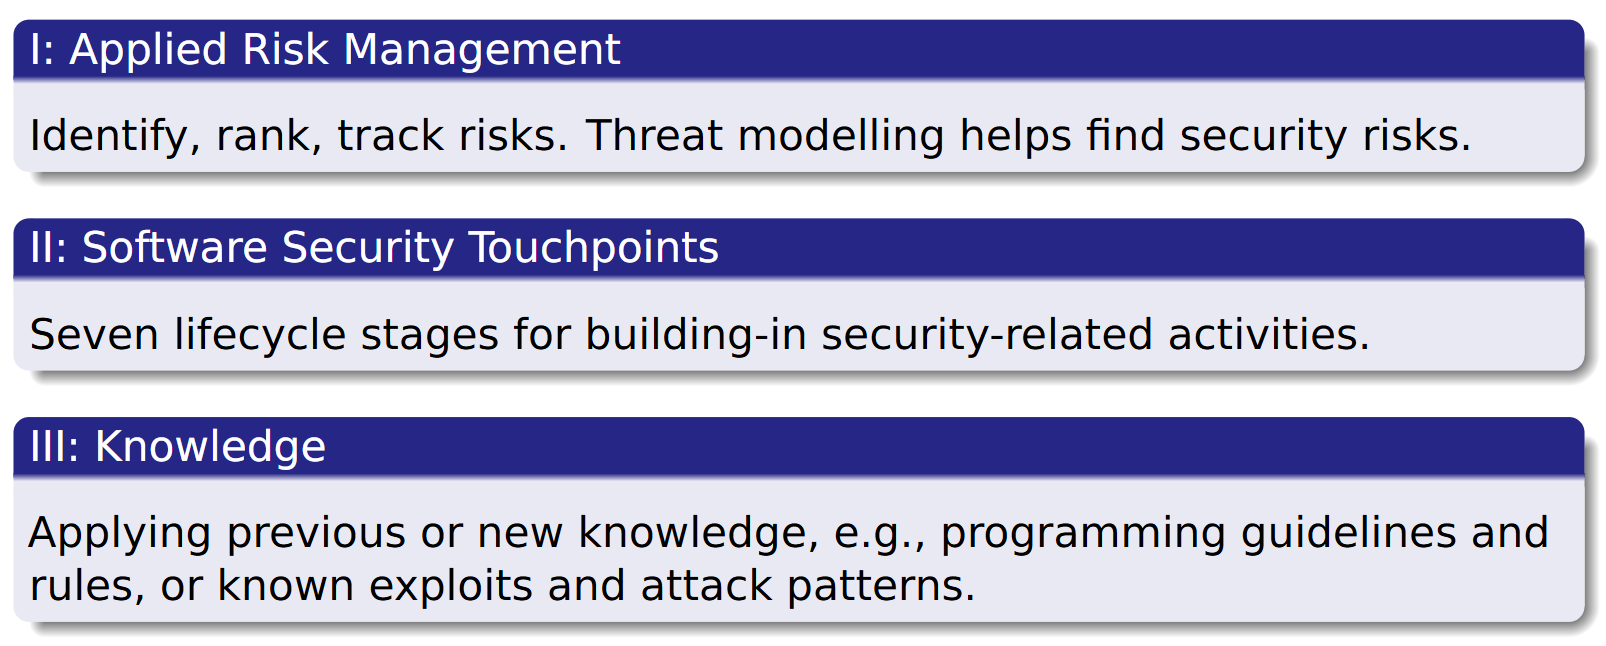 I: Applied Risk Management
Identify, rank, track risks. Threat modelling helps find security risks.
II: Software Security Touchpoints
Seven lifecycle stages for building-in security-related activities.
III: Knowledge
Applying previous or new knowledge, e.g., programming guidelines and
rules, or known exploits and attack patterns.